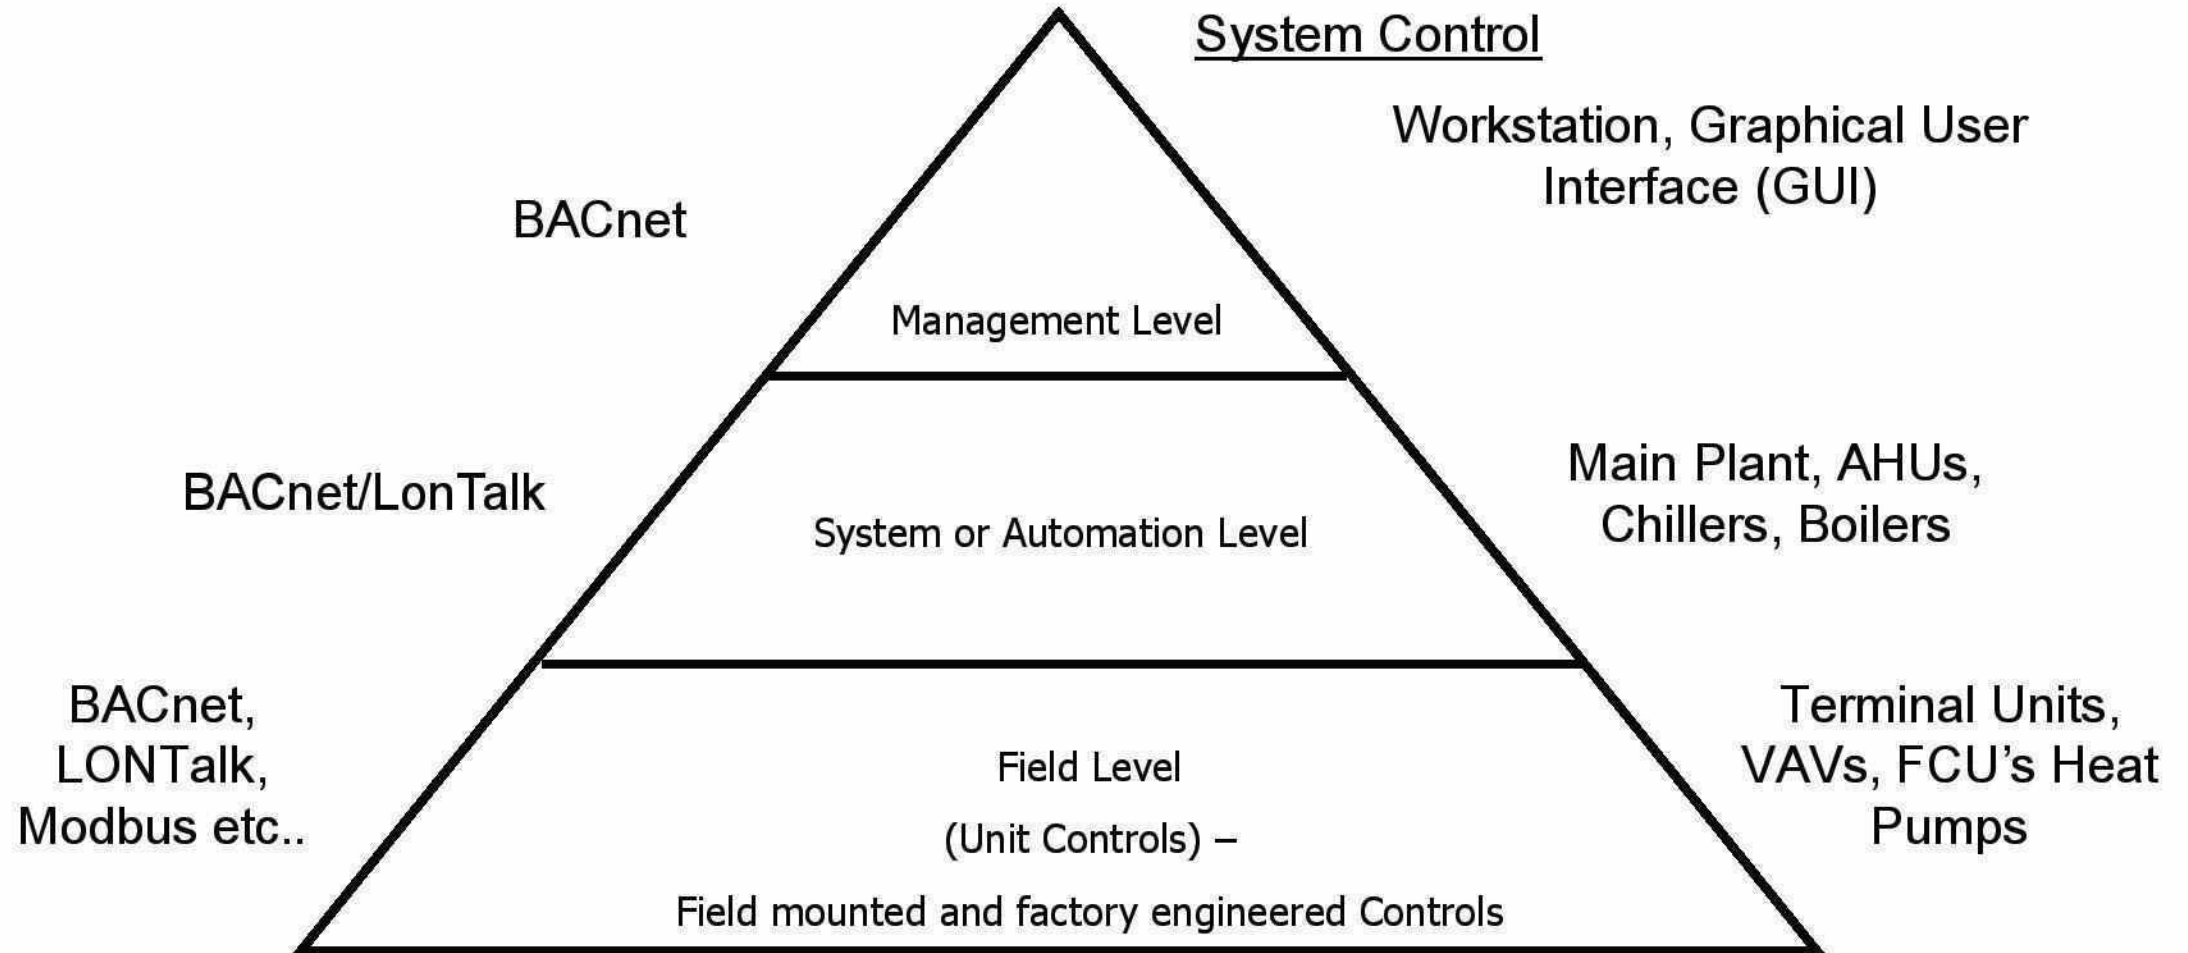 System Control
Workstation, Graphical User
Interface (GUI)
BACnet
Management Level
BACnet/LonTalk
Main Plant, AHUs,
Chillers, Boilers
System or Automation Level
BACnet,
LONTalk,
Modbus etc..
Terminal Units,
VAVs, FCU’s Heat
Pumps
Field Level
(Unit Controls) –
Field mounted and factory engineered Controls